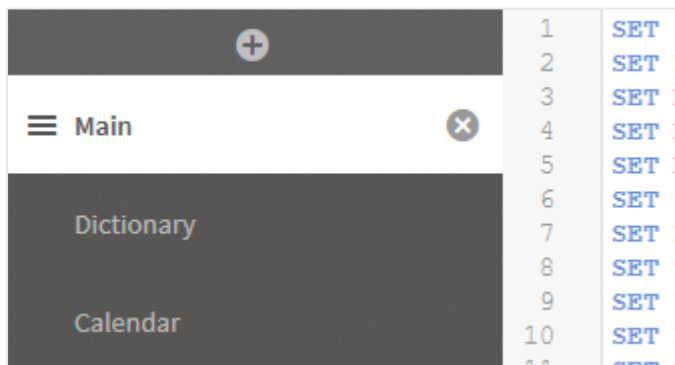 Main
Dictionary
Calendar
1 SET
2 SET
3 SET
4 SET
5 SET
6 SET
7 SET
8 SET
9 SET
10 SET